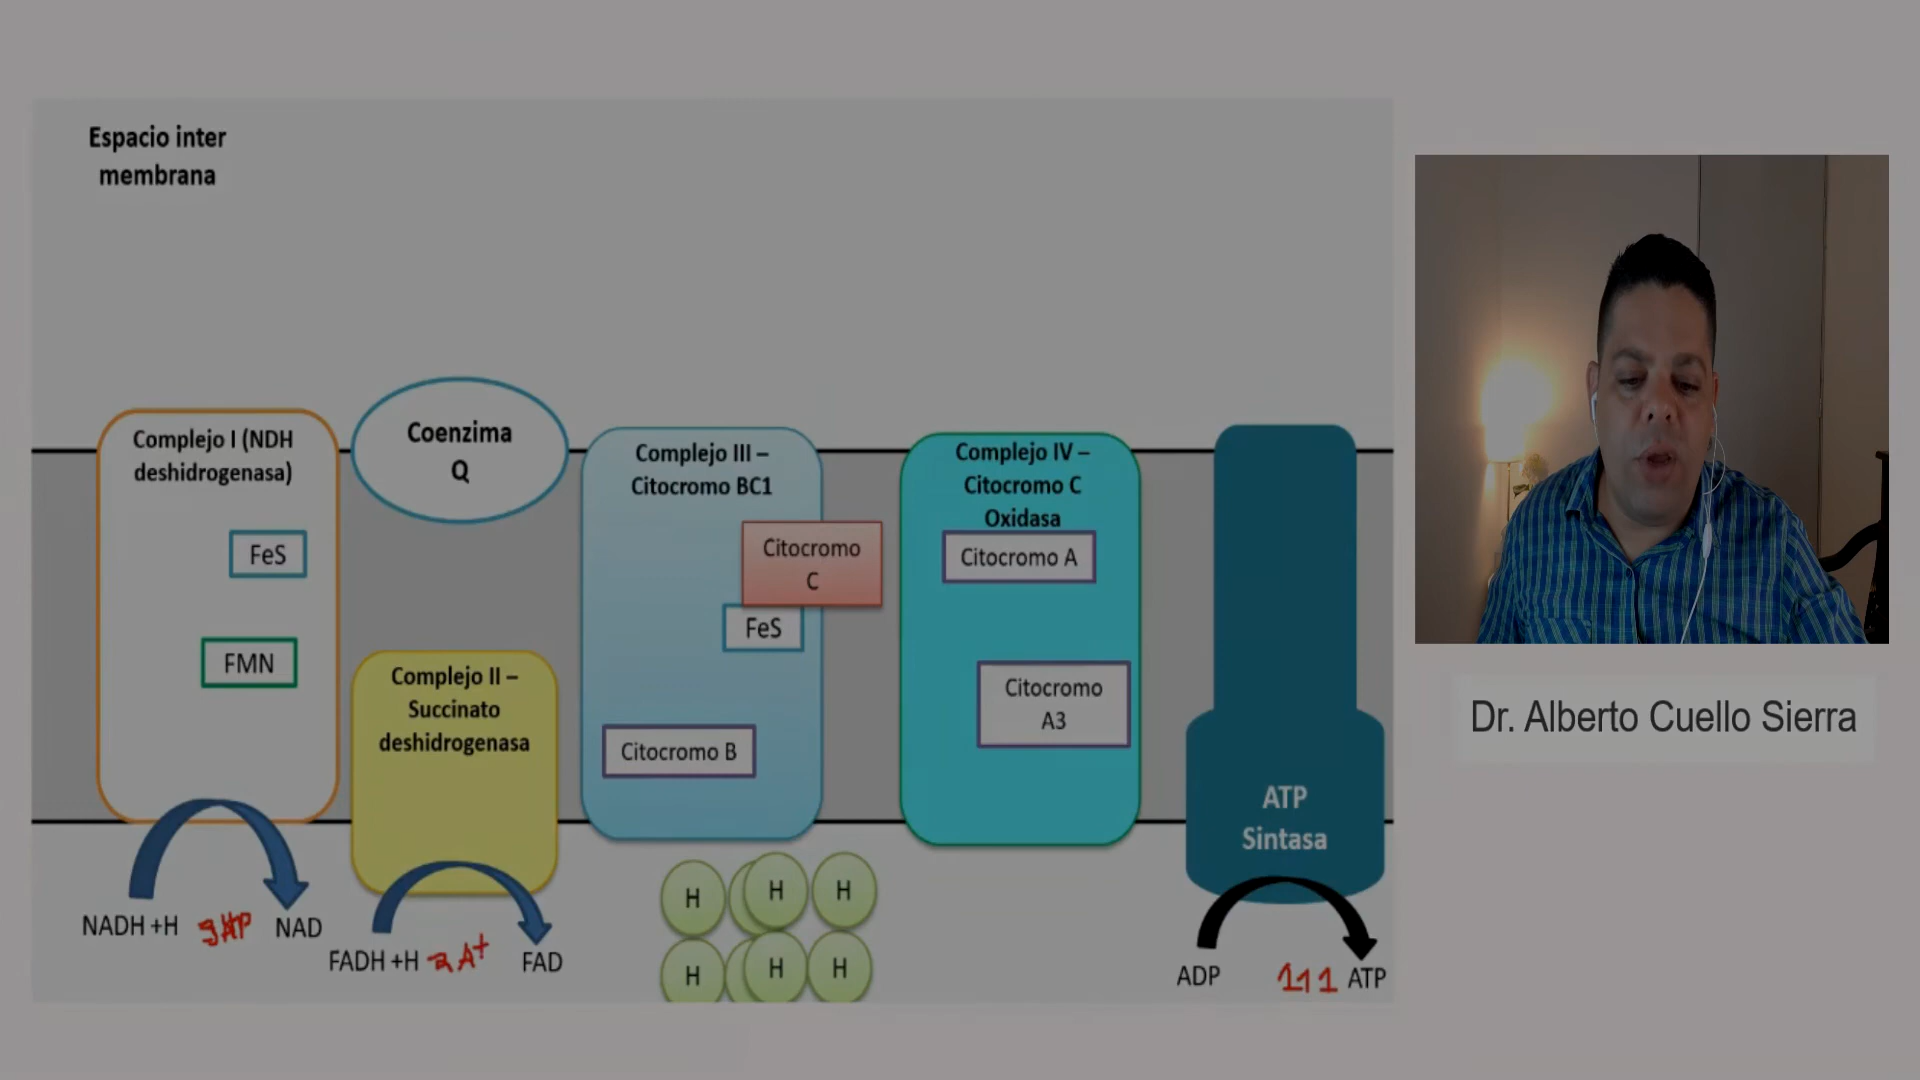 Espacio inter
membrana
Complejo I (NDH
deshidrogenasa)
FeS
FMN
Coenzima
Q
Complejo II –
Succinato
deshidrogenasa
Complejo III –
Citocromo BC1
Citocromo
C
FeS
Citocromo B
Complejo IV –
Citocromo C
Oxidasa
Citocromo A
Citocromo
A3
ATP
Sintasa
NADH +H
NAD
FADH +H
FAD
H
H
H
H
H
H
ADP
111
ATP
Dr. Alberto Cuello Sierra